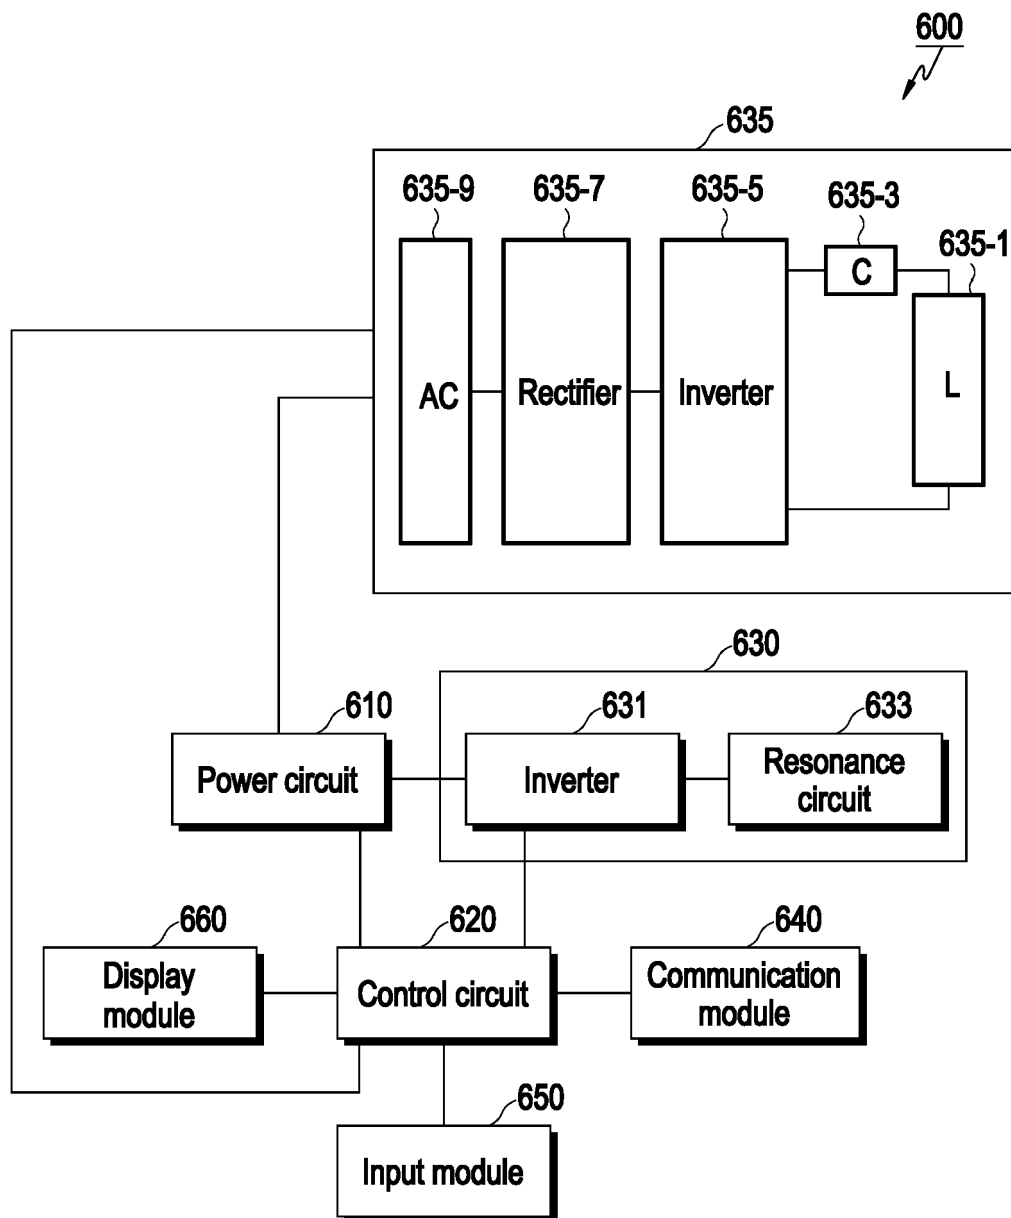 600
635
635-9
635-7
635-5
635-3
635-1
C
AC
Rectifier
Inverter
L
630
610
631
633
Power circuit
Inverter
Resonance
circuit
660
620
640
Display
module
Control circuit
Communication
module
650
Input module